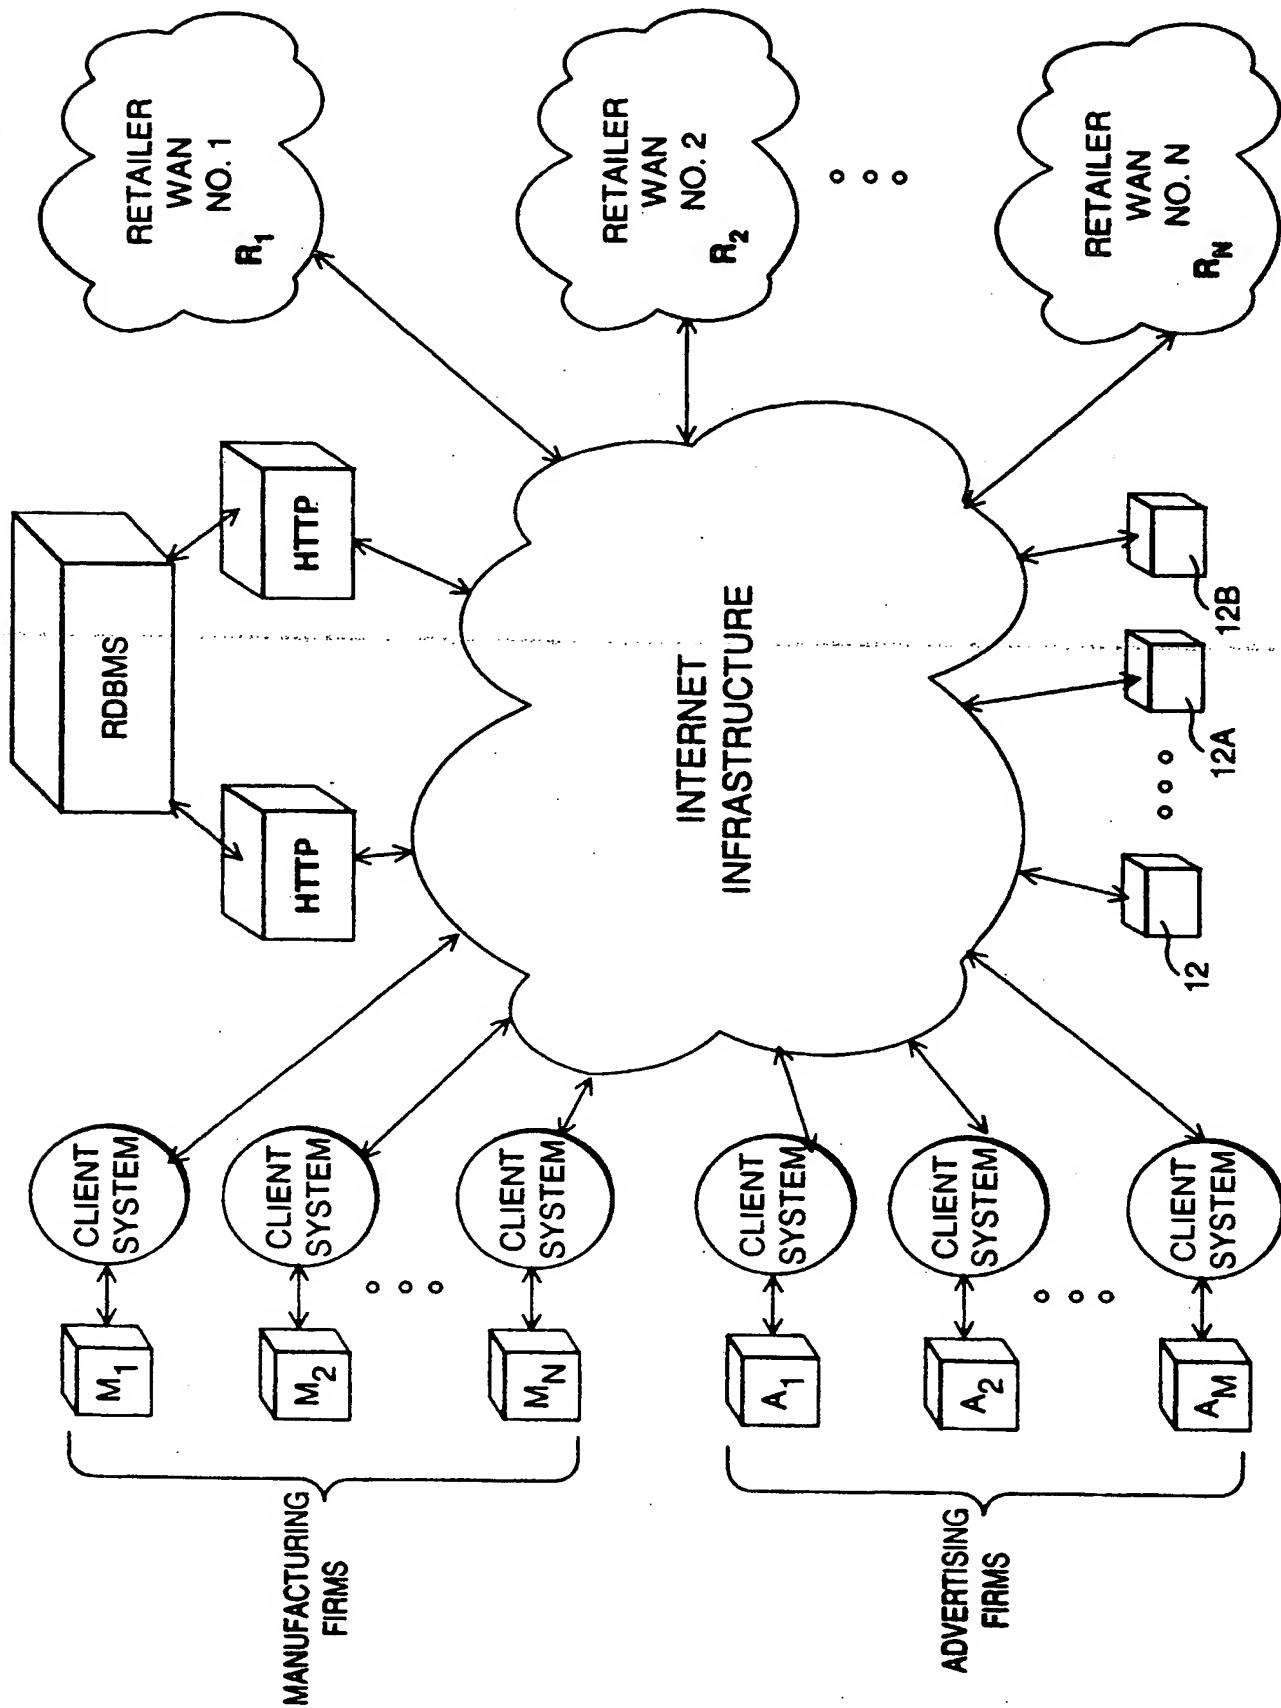 MANUFACTURING
FIRMS
M1
M2
MN
CLIENT
SYSTEM
CLIENT
SYSTEM
CLIENT
SYSTEM
ADVERTISING
FIRMS
A1
A2
AM
CLIENT
SYSTEM
CLIENT
SYSTEM
CLIENT
SYSTEM
RDBMS
HTTP
HTTP
INTERNET
INFRASTRUCTURE
12
12A
12B
RETAILER
WAN
NO. 1
R1
RETAILER
WAN
NO. 2
R2
RETAILER
WAN
NO. N
RN